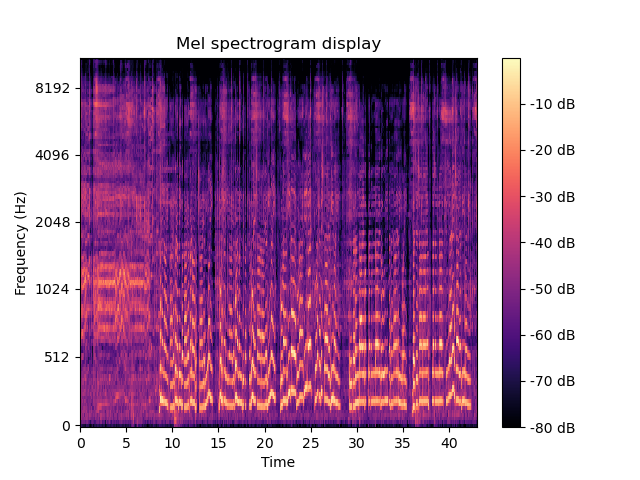 Mel spectrogram display
8192
4096
2048
1024
512
0
Frequency (Hz)
0 5 10 15 20 25 30 35 40
Time
-10 dB
-20 dB
-30 dB
-40 dB
-50 dB
-60 dB
-70 dB
-80 dB